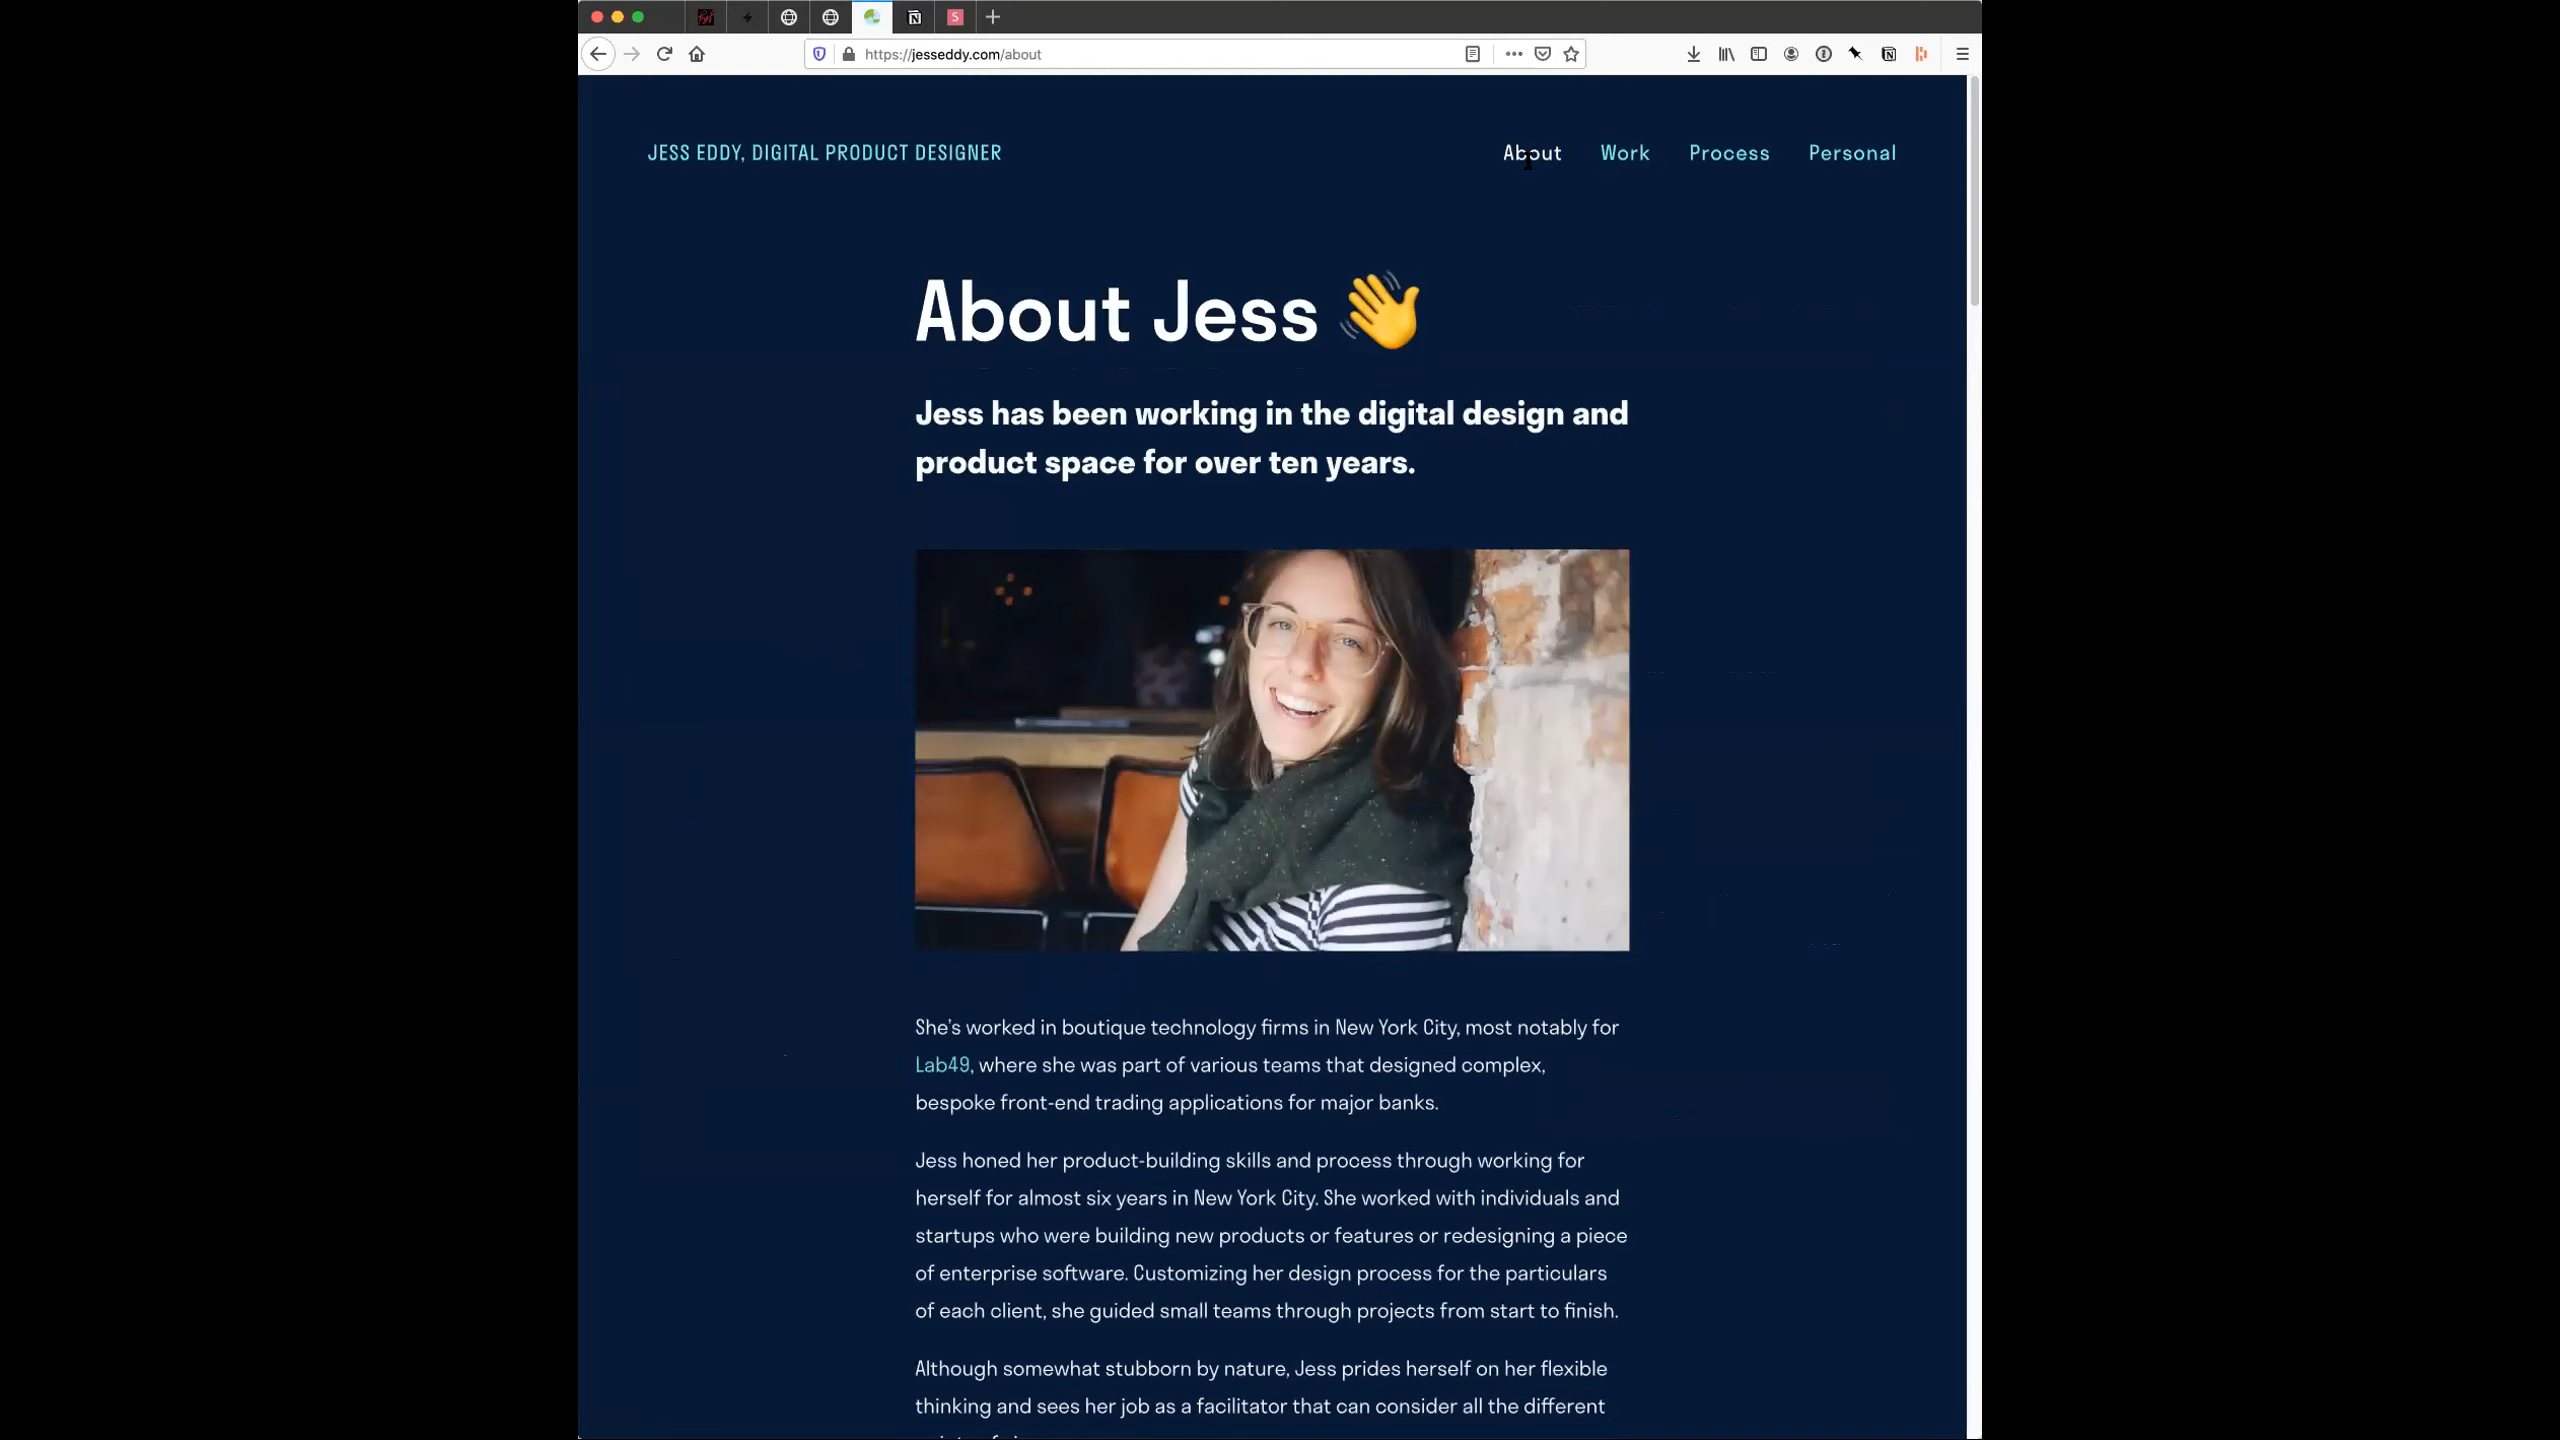 S
https://jesseddy.com/about
JESS EDDY, DIGITAL PRODUCT DESIGNER
About Work Process Personal
About Jess 👋
Jess has been working in the digital design and
product space for over ten years.
She's worked in boutique technology firms in New York City, most notably for
Lab49, where she was part of various teams that designed complex,
bespoke front-end trading applications for major banks.
Jess honed her product-building skills and process through working for
herself for almost six years in New York City. She worked with individuals and
startups who were building new products or features or redesigning a piece
of enterprise software. Customizing her design process for the particulars
of each client, she guided small teams through projects from start to finish.
Although somewhat stubborn by nature, Jess prides herself on her flexible
thinking and sees her job as a facilitator that can consider all the different